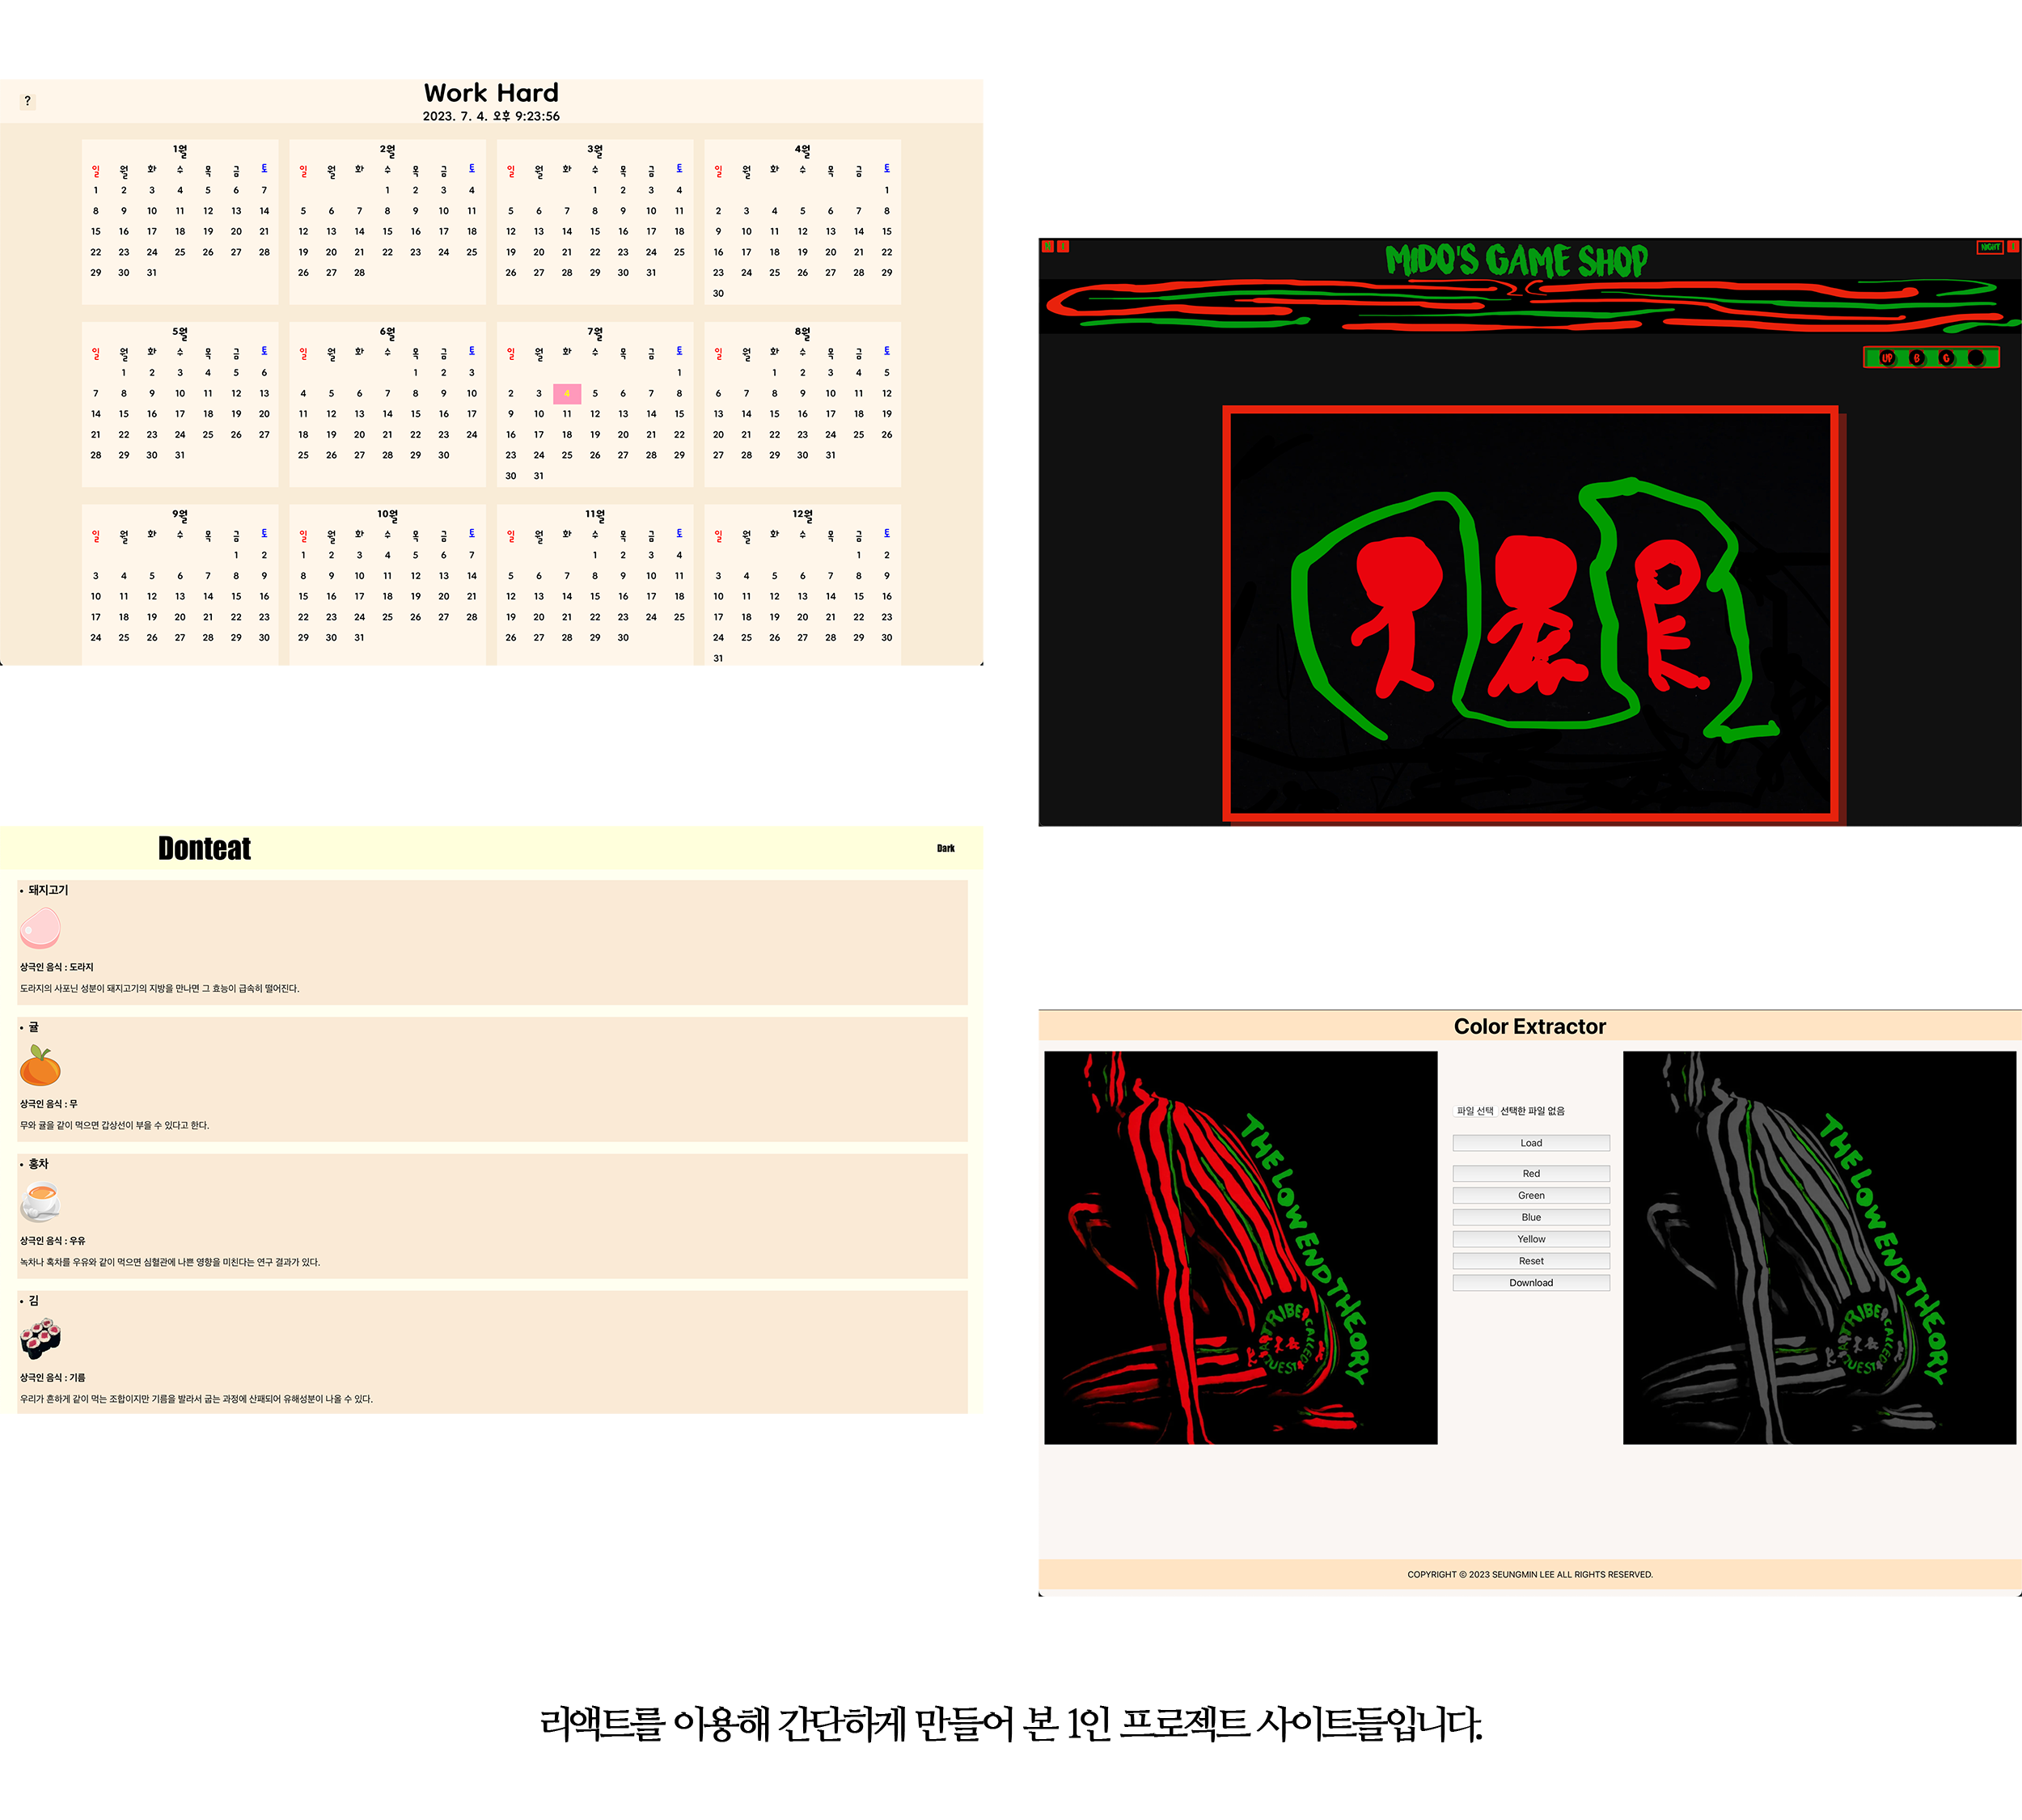 ?
Work Hard
2023. 7. 4. 오후 9:23:56
1월
일 월 화 수 목 금 토
1 2 3 4 5 6 7
8 9 10 11 12 13 14
15 16 17 18 19 20 21
22 23 24 25 26 27 28
29 30 31
2월
일 월 화 수 목 금 토
1 2 3 4
5 6 7 8 9 10 11
12 13 14 15 16 17 18
19 20 21 22 23 24 25
26 27 28
3월
일 월 화 수 목 금 토
1 2 3 4
5 6 7 8 9 10 11
12 13 14 15 16 17 18
19 20 21 22 23 24 25
26 27 28 29 30 31
4월
일 월 화 수 목 금 토
1
2 3 4 5 6 7 8
9 10 11 12 13 14 15
16 17 18 19 20 21 22
23 24 25 26 27 28 29
30
5월
일 월 화 수 목 금 토
1 2 3 4 5 6
7 8 9 10 11 12 13
14 15 16 17 18 19 20
21 22 23 24 25 26 27
28 29 30 31
6월
일 월 화 수 목 금 토
1 2 3
4 5 6 7 8 9 10
11 12 13 14 15 16 17
18 19 20 21 22 23 24
25 26 27 28 29 30
7월
일 월 화 수 목 금 토
1
2 3 4 5 6 7 8
9 10 11 12 13 14 15
16 17 18 19 20 21 22
23 24 25 26 27 28 29
30 31
8월
일 월 화 수 목 금 토
1 2 3 4 5
6 7 8 9 10 11 12
13 14 15 16 17 18 19
20 21 22 23 24 25 26
27 28 29 30 31
9월
일 월 화 수 목 금 토
1 2
3 4 5 6 7 8 9
10 11 12 13 14 15 16
17 18 19 20 21 22 23
24 25 26 27 28 29 30
10월
일 월 화 수 목 금 토
1 2 3 4 5 6 7
8 9 10 11 12 13 14
15 16 17 18 19 20 21
22 23 24 25 26 27 28
29 30 31
11월
일 월 화 수 목 금 토
1 2 3 4
5 6 7 8 9 10 11
12 13 14 15 16 17 18
19 20 21 22 23 24 25
26 27 28 29 30
12월
일 월 화 수 목 금 토
1 2
3 4 5 6 7 8 9
10 11 12 13 14 15 16
17 18 19 20 21 22 23
24 25 26 27 28 29 30
31
MIDO'S GAME SHOP
NIGHT
UP B G
Donteat
Dark
• 돼지고기
상극인 음식 : 도라지
도라지의 사포닌 성분이 돼지고기의 지방을 만나면 그 효능이 급속히 떨어진다.
• 귤
상극인 음식 : 무
무와 귤을 같이 먹으면 갑상선이 부을 수 있다고 한다.
• 홍차
상극인 음식 : 우유
녹차나 혹차를 우유와 같이 먹으면 심혈관에 나쁜 영향을 미친다는 연구 결과가 있다.
• 김
상극인 음식 : 기름
우리가 흔하게 같이 먹는 조합이지만 기름을 발라서 굽는 과정에 산패되어 유해성분이 나올 수 있다.
Color Extractor
THE LOW END THEORY
A TRIBE CALLED QUEST
파일 선택 선택한 파일 없음
Load
Red
Green
Blue
Yellow
Reset
Download
THE LOW END THEORY
A TRIBE CALLED QUEST
COPYRIGHT © 2023 SEUNGMIN LEE ALL RIGHTS RESERVED.
리액트를 이용해 간단하게 만들어 본 1인 프로젝트 사이트들입니다.